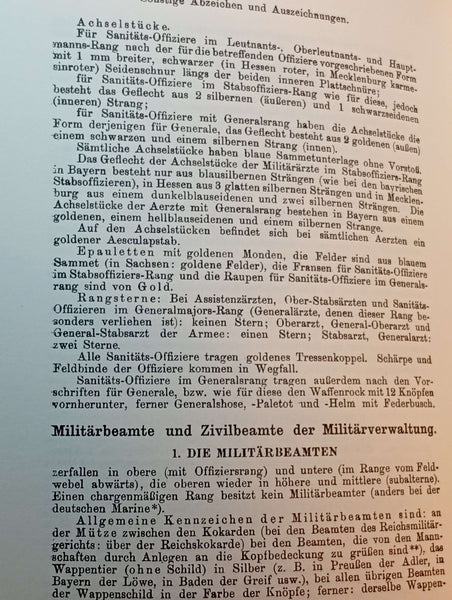 Sonstige Abzeichen und Auszeichnungen.
Achselstücke.
Für Sanitäts-Offiziere im Leutnants-, Oberleutnants- und Haupt-
manns-Rang nach der für die betreffenden Offiziere vorgeschriebenen Form
mit 1 mm breiter, schwarzer (in Hessen roter, in Mecklenburg karme-
sinroter) Seidenschnur längs der beiden inneren Plattschnüre;
für Sanitäts-Offiziere im Stabsoffiziers-Rang wie für diese, jedoch
besteht das Geflecht aus 2 silbernen (äußeren) und 1 schwarzseidenen
(inneren) Strang;
für Sanitäts-Offiziere mit Generalsrang haben die Achselstücke die
Form derjenigen für Generale, das Geflecht besteht aus 2 goldenen (außen)
einem schwarzen und einem silbernen Strang (innen).
Sämtliche Achselstücke haben blaue Sammetunterlage ohne Vorstoß.
Das Geflecht der Achselstücke der Militärärzte im Stabsoffiziers-Rang
in Bayern besteht nur aus blausilbernen Strängen (wie bei den bayrischen
Stabsoffizieren), in Hessen aus 3 glatten silbernen Strängen und in Mecklen-
burg aus einem dunkelblauseidenen und zwei silbernen Strängen. Die
Achselstücke der Aerzte mit Generalsrang bestehen in Bayern aus einem
goldenen, einem hellblauseidenen und einem silbernen Strange.
Auf den Achselstücken befindet sich bei sämtlichen Aerzten ein
goldener Aesculapstab.
Epauletten mit goldenen Monden, die Felder sind aus blauem
Sammet (in Sachsen: goldene Felder), die Fransen für Sanitäts-Offiziere
im Stabsoffiziers-Rang und die Raupen für Sanitäts-Offiziere im Generals-
rang sind von Gold.
Rangsterne: Bei Assistenzärzten, Ober-Stabsärzten und Sanitäts-
Offizieren im Generalmajors-Rang (Generalärzte, denen dieser Rang be-
sonders verliehen ist): keinen Stern; Oberarzt, General-Oberarzt und
General-Stabsarzt der Armee: einen Stern; Stabsarzt, Generalarzt:
zwei Sterne.
Alle Sanitäts-Offiziere tragen goldenes Tressenkoppel. Schärpe und
Feldbinde der Offiziere kommen in Wegfall.
Sanitäts-Offiziere im Generalsrang tragen außerdem nach den Vor-
schriften für Generale, bzw. wie für diese den Waffenrock mit 12 Knöpfen
vornherunter, ferner Generalshose, -Paletot und -Helm mit Federbusch.
Militärbeamte und Zivilbeamte der Militärverwaltung.
1. DIE MILITÄRBEAMTEN
zerfallen in obere (mit Offiziersrang) und untere (im Range vom Feld-
webel abwärts), die oberen wieder in höhere und mittlere (subalterne).
Einen chargenmäßigen Rang besitzt kein Militärbeamter (anders bei der
deutschen Marine*).
Allgemeine Kennzeichen der Militärbeamten sind: an
der Mütze zwischen den Kokarden (bei den Beamten des Reichsmilitär-
gerichts: über der Reichskokarde) bei den Beamten, die von den Mann-
schaften durch Anlegen an die Kopfbedeckung zu grüßen sind**), das
Wappentier (ohne Schild) in Silber (z. B. in Preußen der Adler, in
Bayern der Löwe, in Baden der Greif usw.), bei allen übrigen Beamten
der Wappenschild in der Farbe der Knöpfe; ferner: derselbe Wappen-